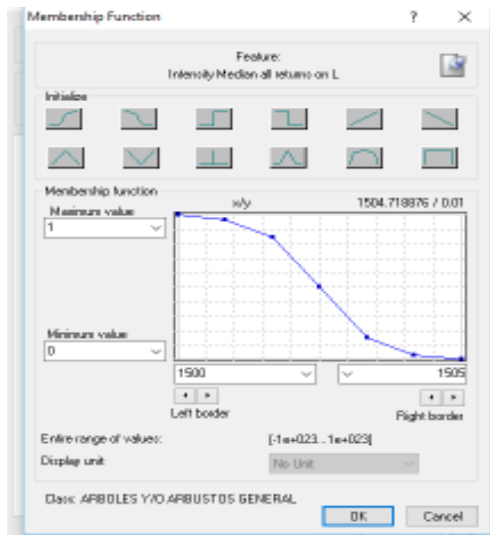 Membership Function ? ×
Feature:
Intensity Median all returns on L
Initialize
Membership function
Maximum value
x/y
1504.718876 / 0.01
1
Minimum value
0
1500
1505
Left border
Right border
Entire range of values:
[-1e+023...1e+023]
Display unit
No Unit
Class: ARBOLES Y/O ARBUSTOS GENERAL
OK
Cancel